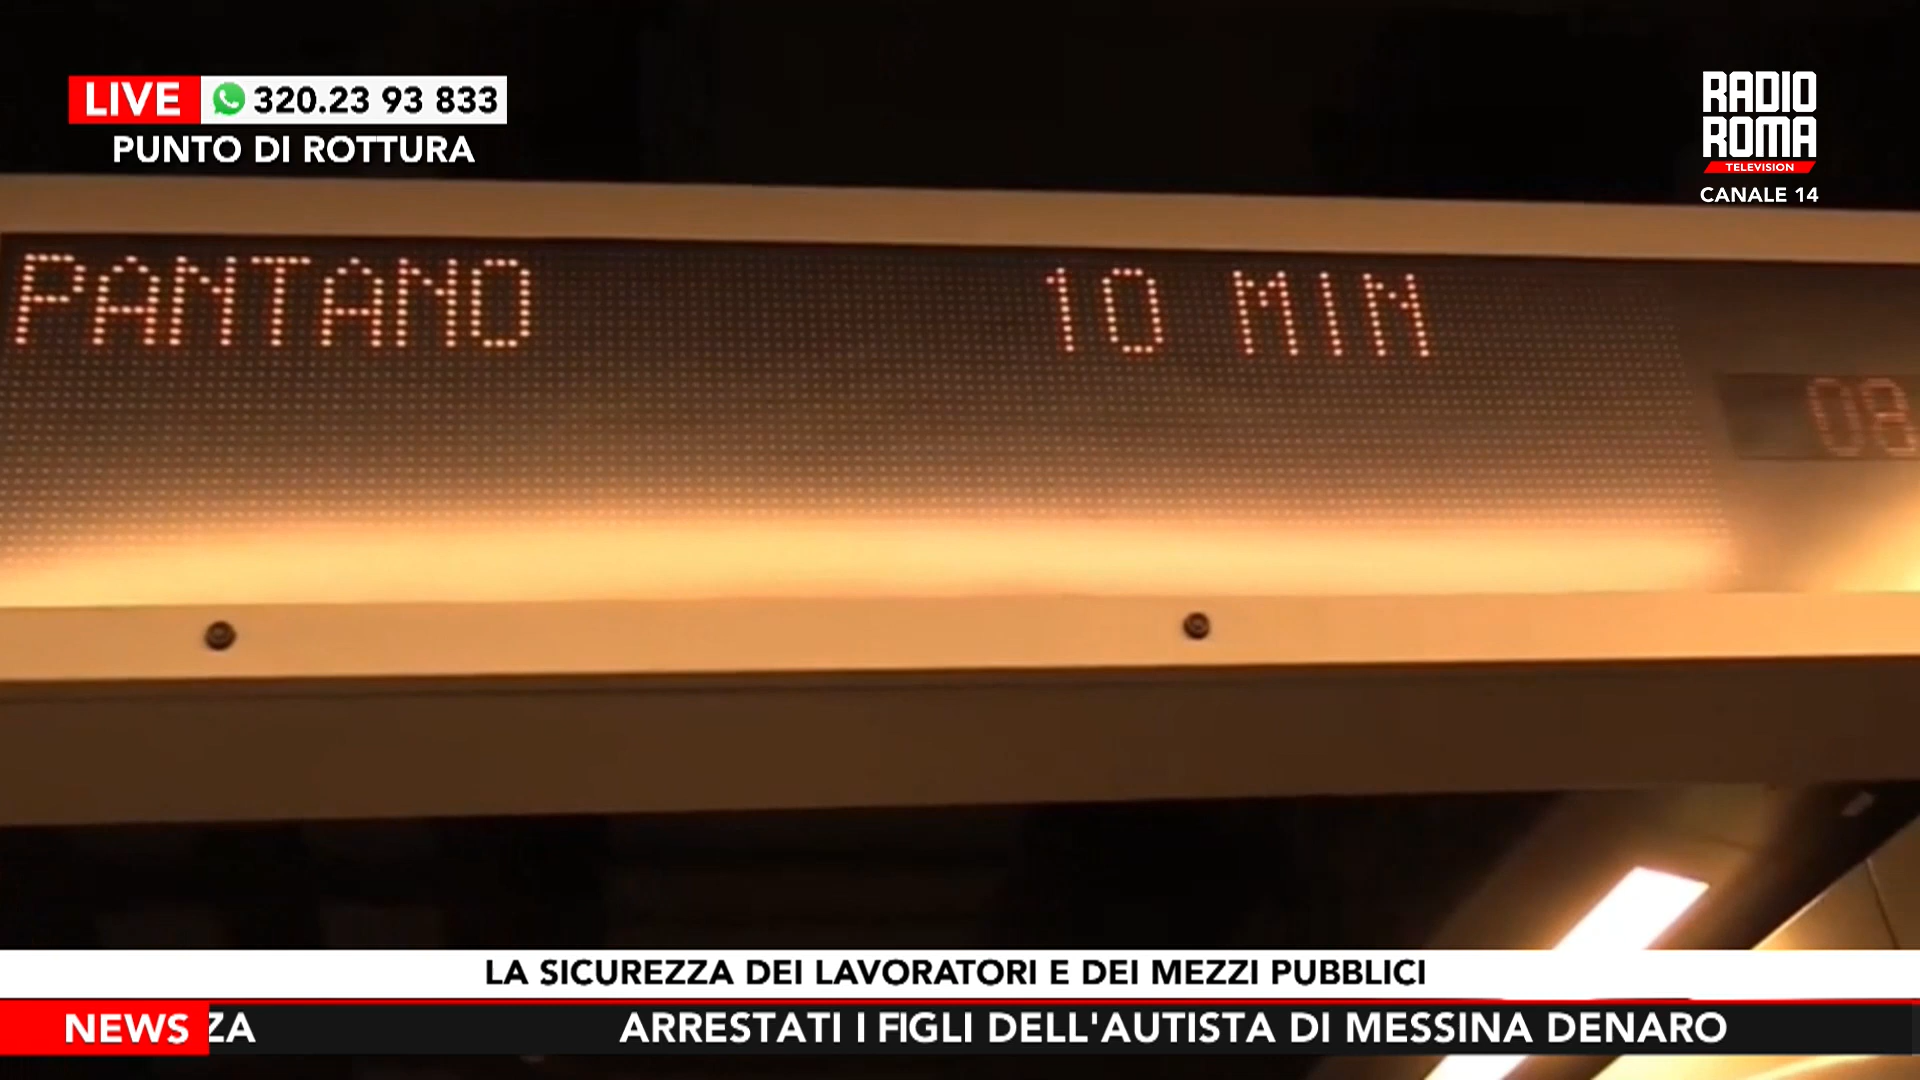 LIVE 320.23 93 833
PUNTO DI ROTTURA
RADIO
ROMA
TELEVISION
CANALE 14
PANTANO 10 MIN
08
LA SICUREZZA DEI LAVORATORI E DEI MEZZI PUBBLICI
NEWS ZA ARRESTATI I FIGLI DELL'AUTISTA DI MESSINA DENARO